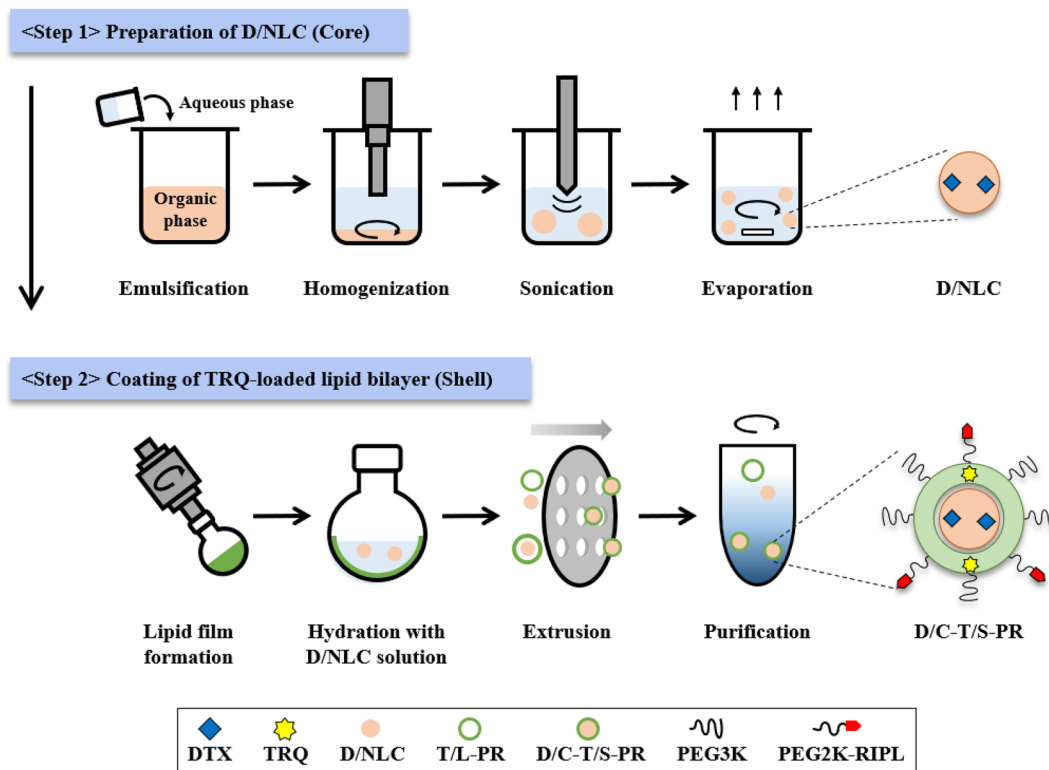 <Step 1> Preparation of D/NLC (Core)
Aqueous phase
Organic
phase
Emulsification
Homogenization
Sonication
Evaporation
D/NLC
<Step 2> Coating of TRQ-loaded lipid bilayer (Shell)
Lipid film
formation
Hydration with
D/NLC solution
Extrusion
Purification
D/C-T/S-PR
DTX
TRQ
D/NLC
T/L-PR
D/C-T/S-PR
PEG3K
PEG2K-RIPL